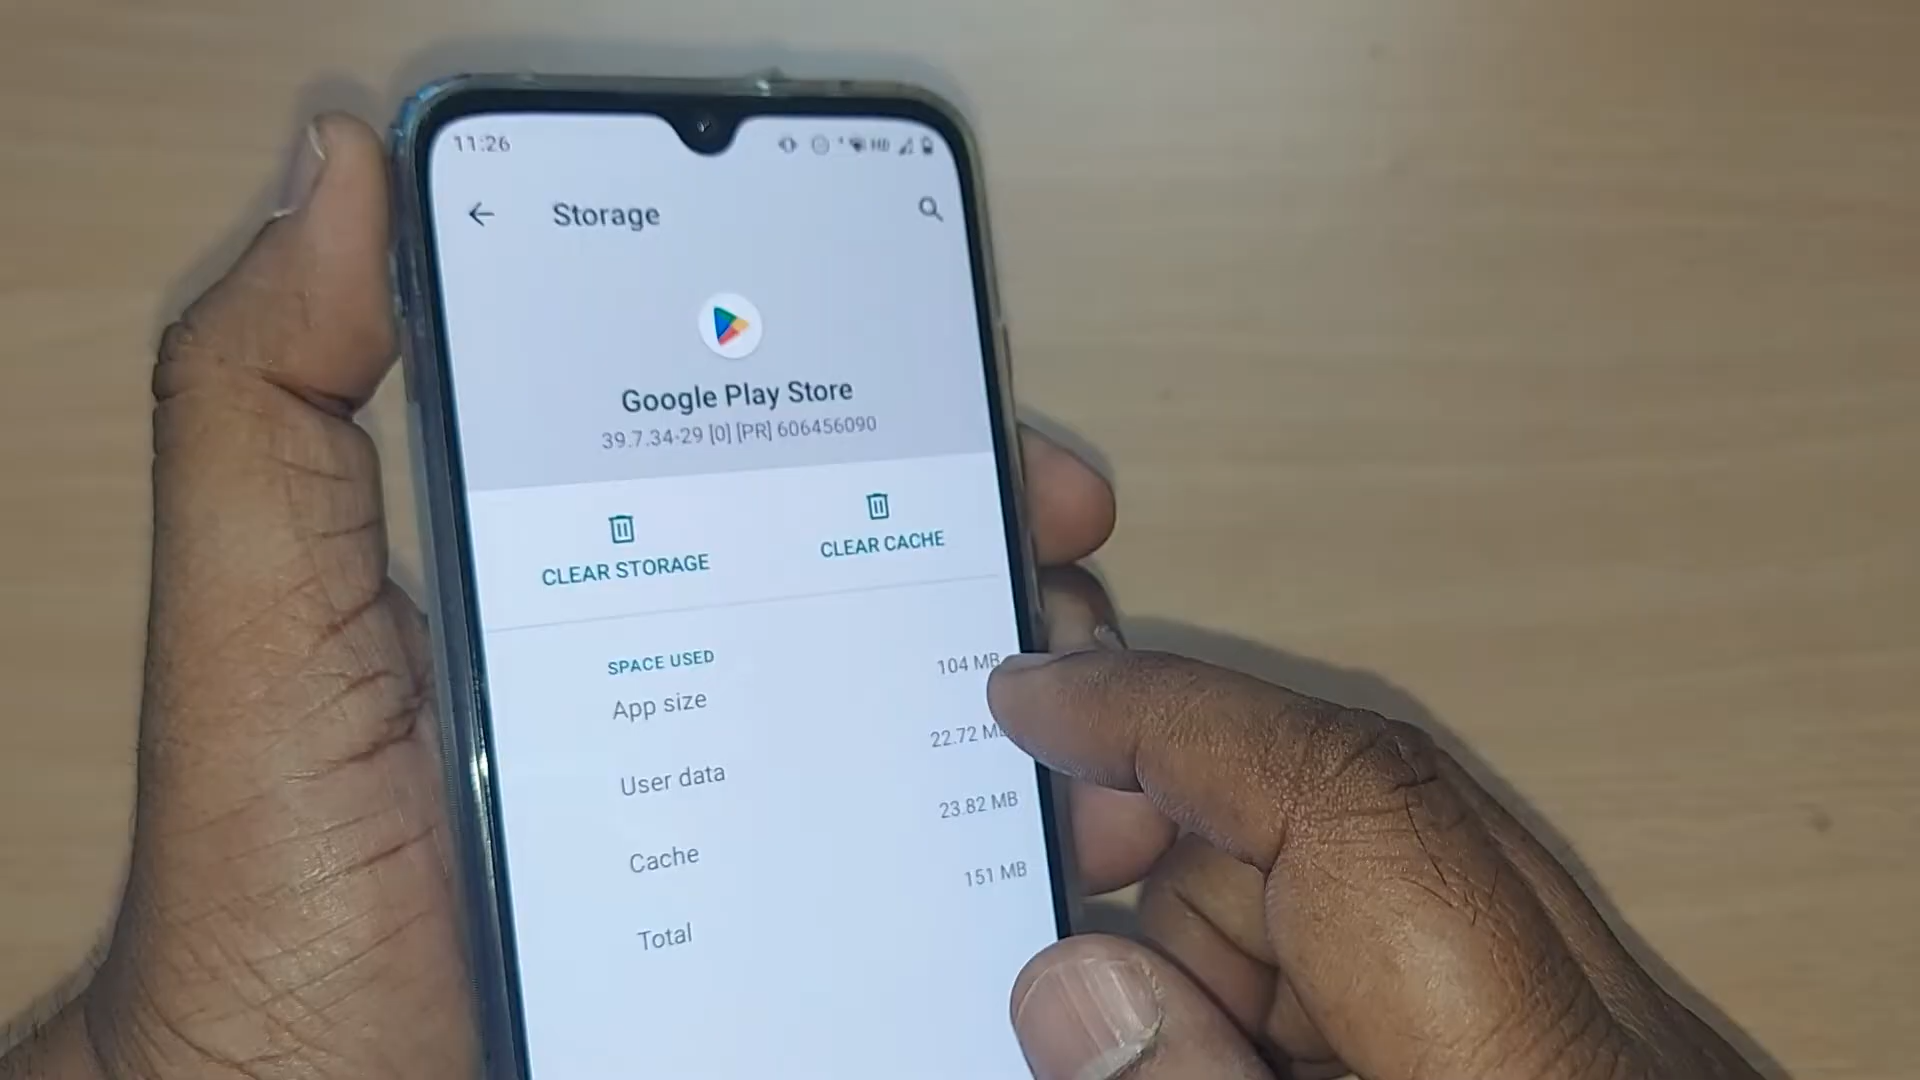 11:26 HD
Storage
Google Play Store
39.7.34-29 [0] [PR] 606456090
CLEAR STORAGE
CLEAR CACHE
SPACE USED
App size 104 MB
User data 22.72 MB
Cache 23.82 MB
Total 151 MB